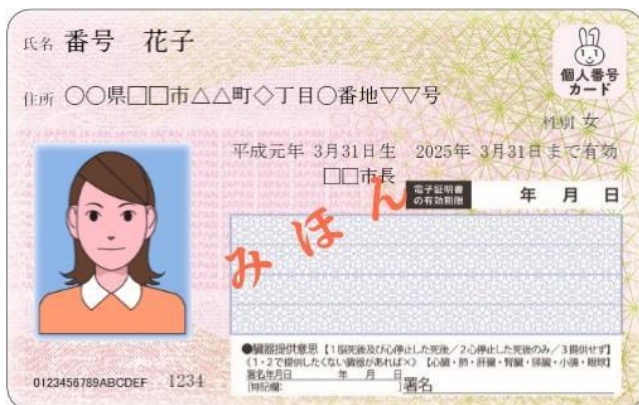 氏名 番号 花子
個人番号
カード
住所 〇〇県□□市△△町◇丁目〇番地▽▽号
性別 女
平成元年 3月31日生 2025年 3月31日まで有効
□□市長
電子証明書
の有効期限
年 月 日
みほん
●臓器提供意思【1脳死後及び心停止した死後/2心停止した死後のみ/3提供せず】
《1・2で提供したくない臓器があれば×》【心臓・肺・肝臓・腎臓・膵臓・小腸・眼球】
署名年月日 年 月 日
[特記欄: ]署名
0123456789ABCDEF 1234